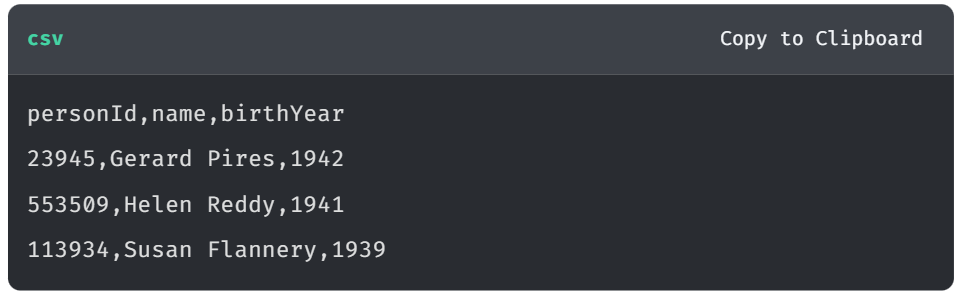 csv
Copy to Clipboard
personId,name,birthYear
23945,Gerard Pires,1942
553509,Helen Reddy,1941
113934,Susan Flannery,1939